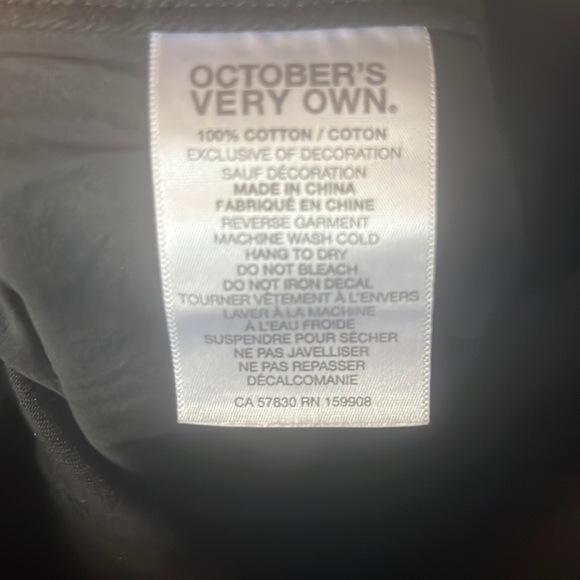 OCTOBER'S
VERY OWN®
100% COTTON / COTON
EXCLUSIVE OF DECORATION
SAUF DÉCORATION
MADE IN CHINA
FABRIQUÉ EN CHINE
REVERSE GARMENT
MACHINE WASH COLD
HANG TO DRY
DO NOT BLEACH
DO NOT IRON DECAL
TOURNER VÊTEMENT À L'ENVERS
LAVER À LA MACHINE
À L'EAU FROIDE
SUSPENDRE POUR SÉCHER
NE PAS JAVELLISER
NE PAS REPASSER
DÉCALCOMANIE
CA 57830 RN 159908